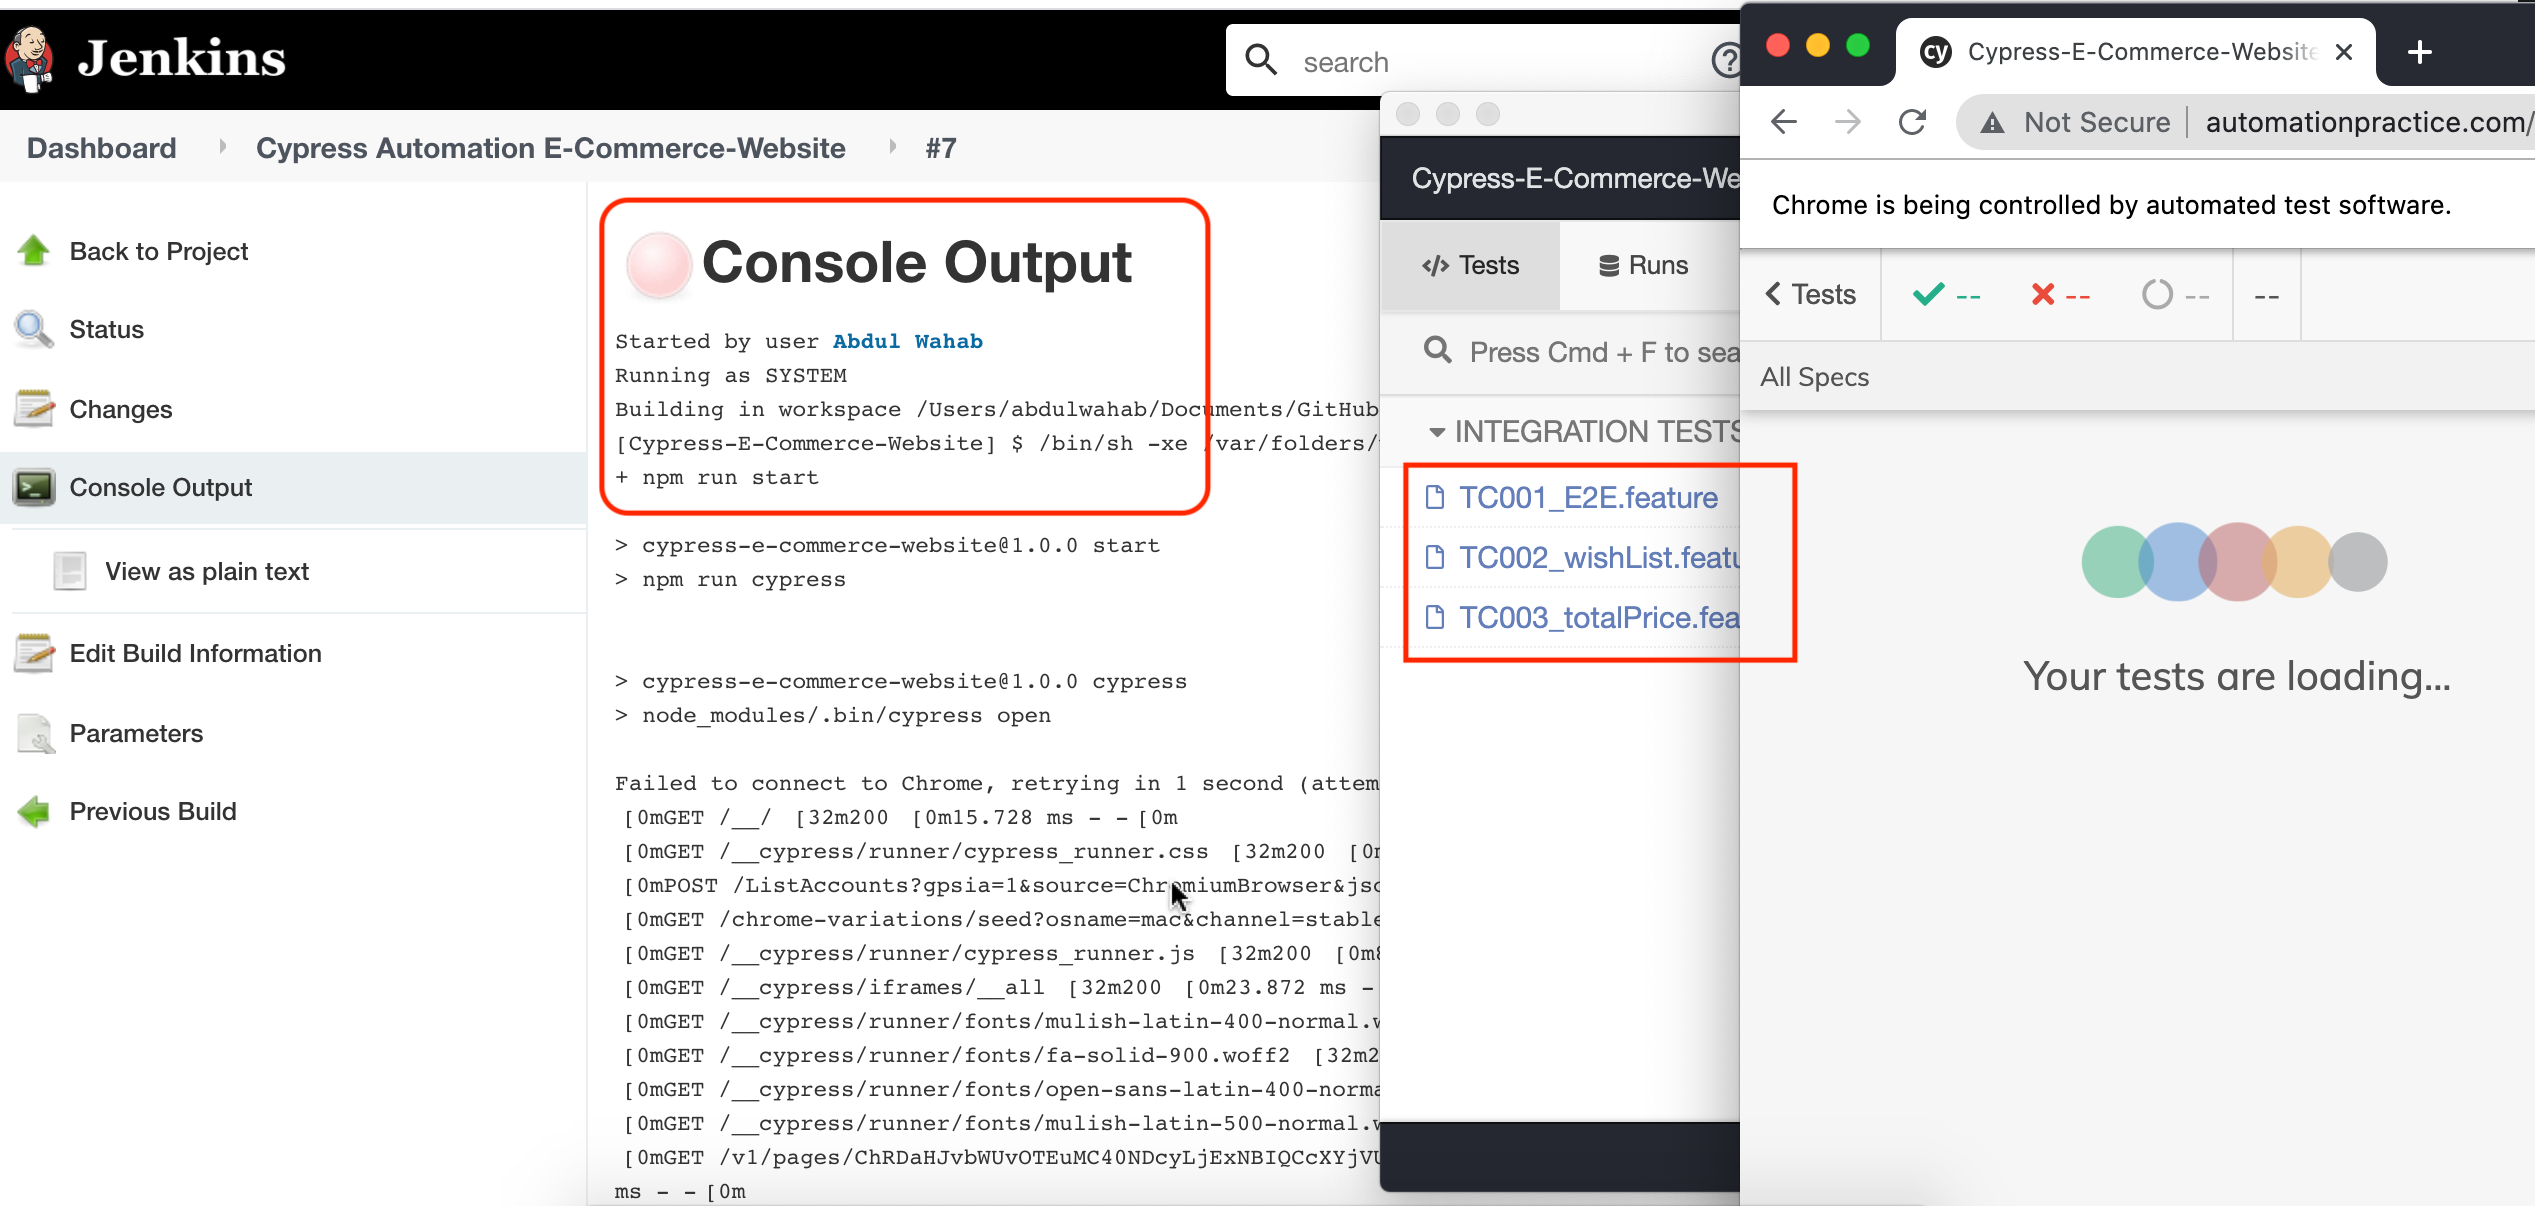 Jenkins
search
?
Dashboard
Cypress Automation E-Commerce-Website
#7
Back to Project
Status
Changes
Console Output
View as plain text
Edit Build Information
Parameters
Previous Build
Console Output
Started by user Abdul Wahab
Running as SYSTEM
Building in workspace /Users/abdulwahab/Documents/GitHub
[Cypress-E-Commerce-Website] $ /bin/sh -xe /var/folders/
+ npm run start
> cypress-e-commerce-website@1.0.0 start
> npm run cypress
> cypress-e-commerce-website@1.0.0 cypress
> node_modules/.bin/cypress open
Failed to connect to Chrome, retrying in 1 second (attem
[0mGET /__/ [32m200 [0m15.728 ms - - [0m
[0mGET /__cypress/runner/cypress_runner.css [32m200 [0m
[0mPOST /ListAccounts?gpsia=1&source=ChromiumBrowser&jso
[0mGET /chrome-variations/seed?osname=mac&channel=stable
[0mGET /__cypress/runner/cypress_runner.js [32m200 [0m8
[0mGET /__cypress/iframes/__all [32m200 [0m23.872 ms -
[0mGET /__cypress/runner/fonts/mulish-latin-400-normal.w
[0mGET /__cypress/runner/fonts/fa-solid-900.woff2 [32m2
[0mGET /__cypress/runner/fonts/open-sans-latin-400-norma
[0mGET /__cypress/runner/fonts/mulish-latin-500-normal.w
[0mGET /v1/pages/ChRDaHJvbWUvOTEuMC40NDcyLjExNBIQCcXYjVU
ms - - [0m
Cypress-E-Commerce-We
</> Tests
Runs
Press Cmd + F to sea
INTEGRATION TESTS
TC001_E2E.feature
TC002_wishList.featu
TC003_totalPrice.fea
cy Cypress-E-Commerce-Website
Not Secure | automationpractice.com/
Chrome is being controlled by automated test software.
Tests
--
--
--
--
All Specs
Your tests are loading...